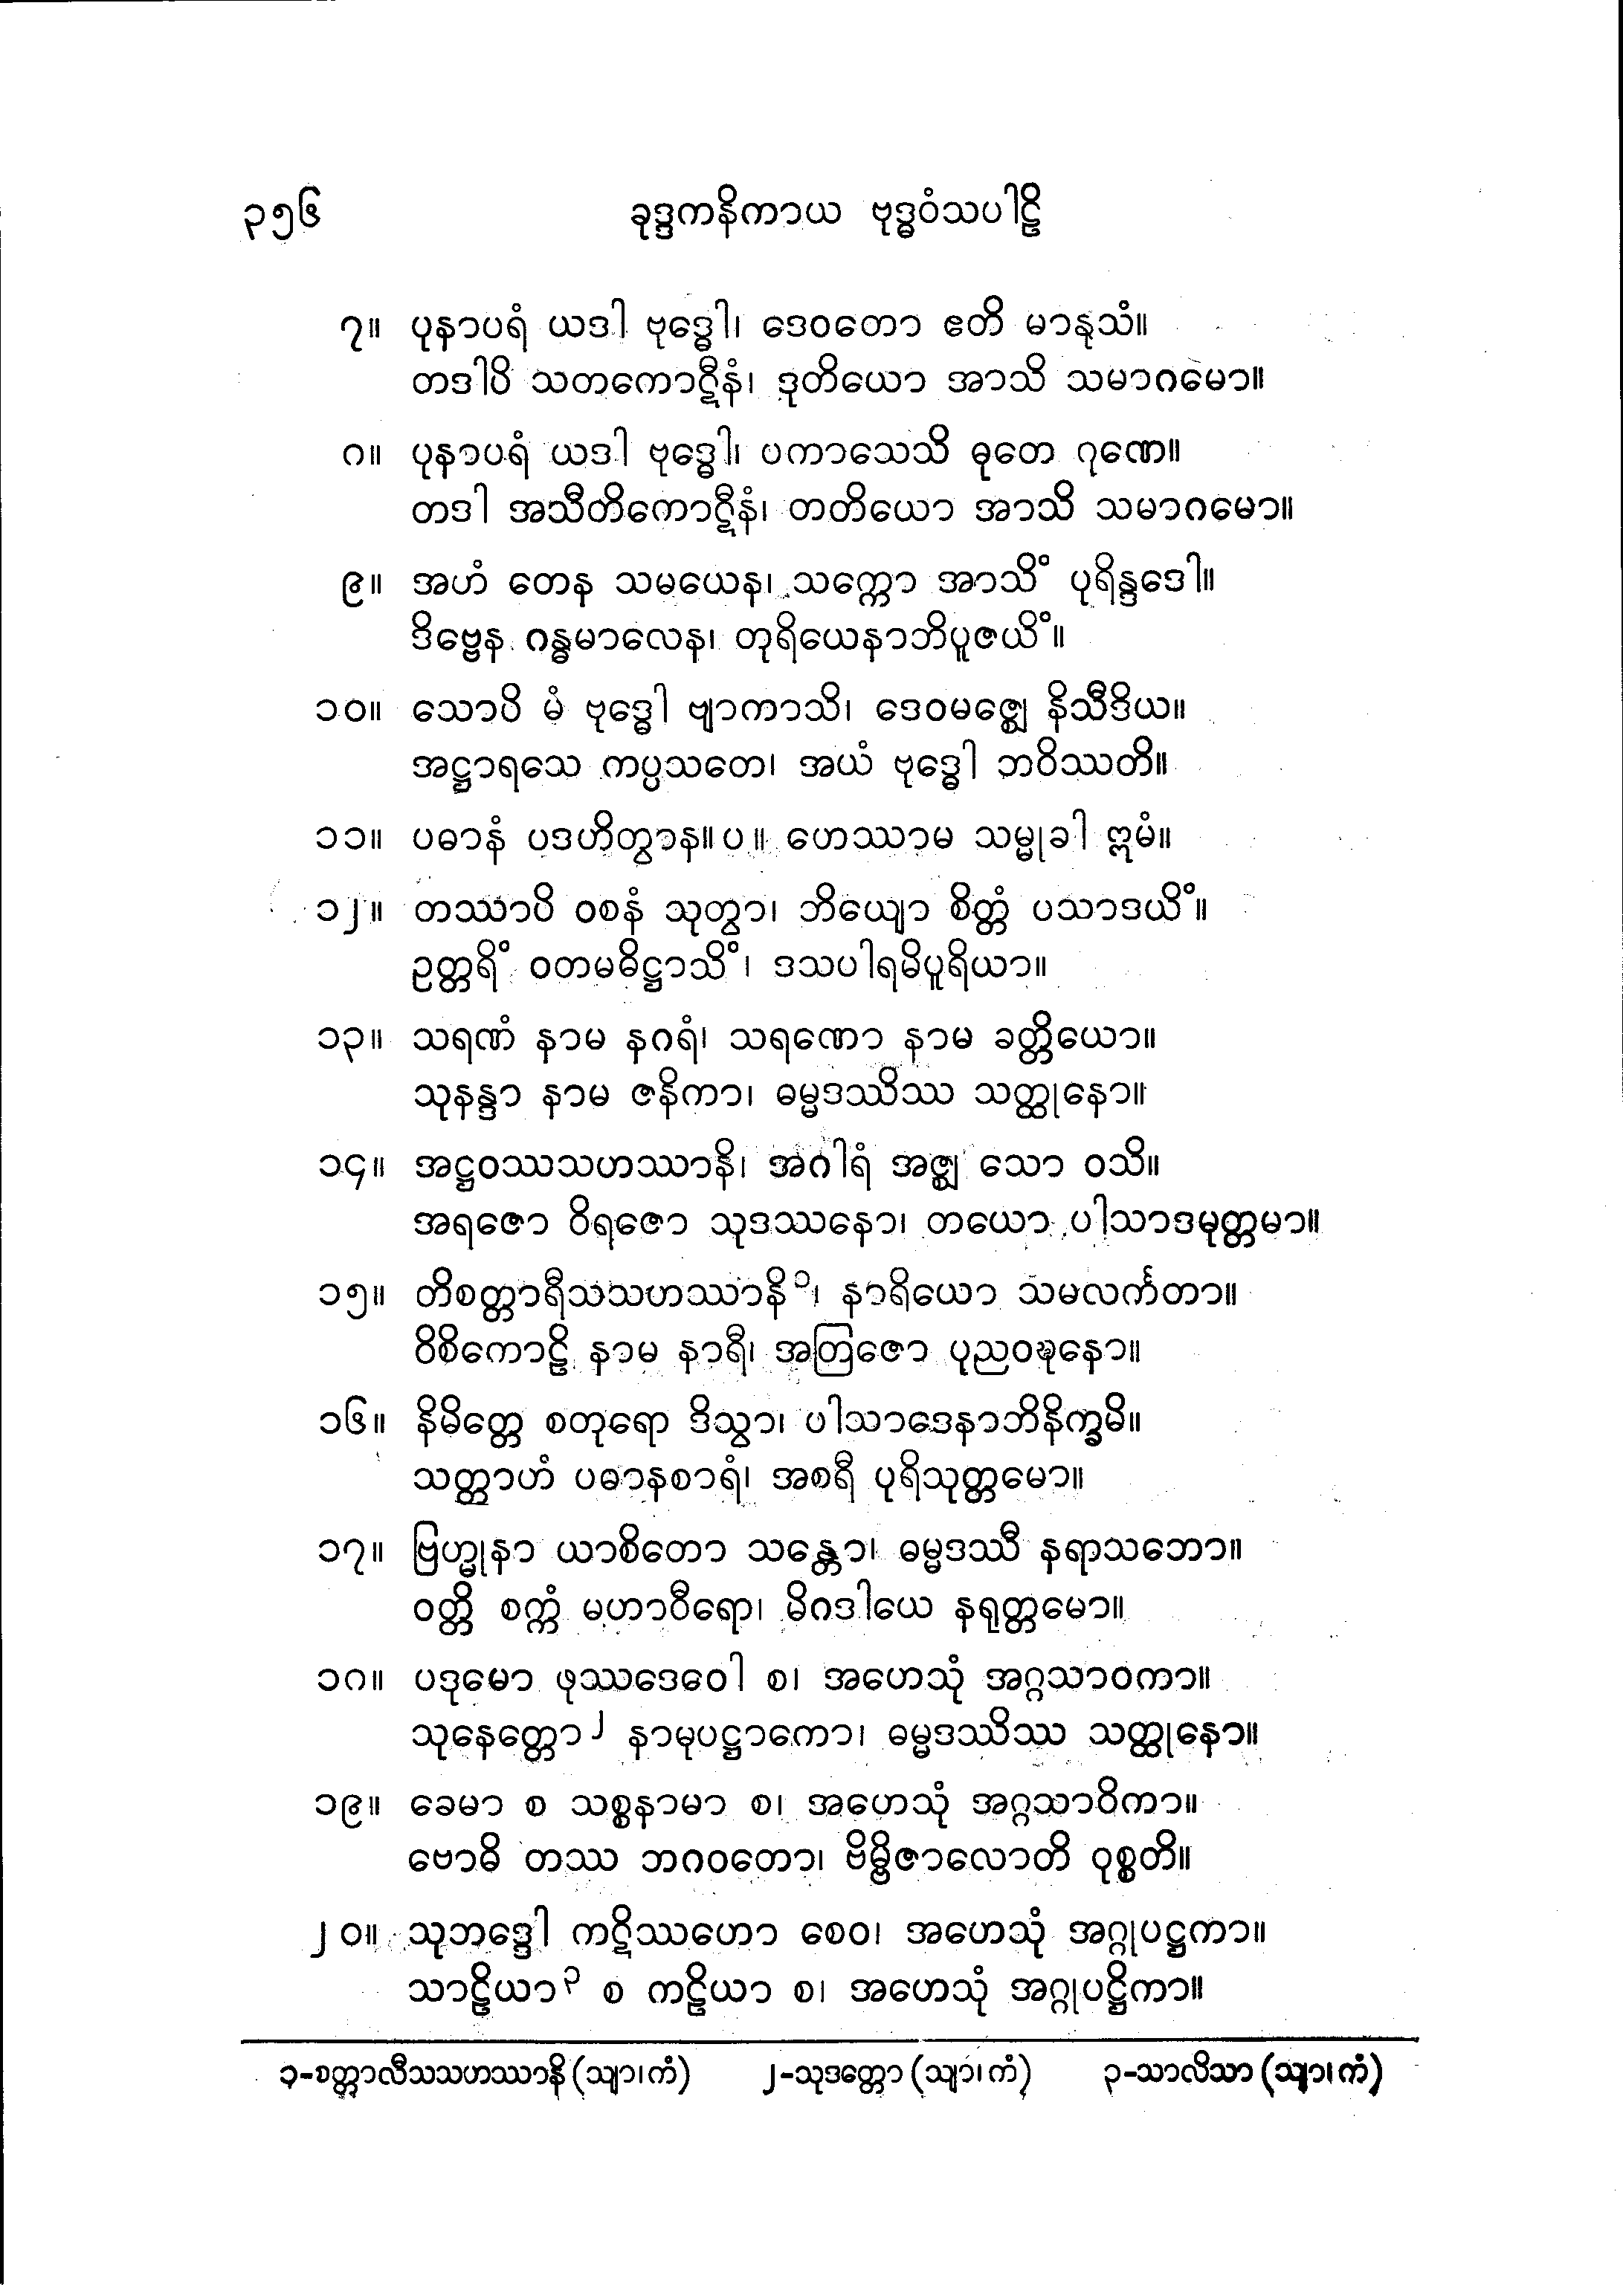 ၃၅၆ ခုဒ္ဒကနိကာယ ဗုဒ္ဓဝံသပါဠိ
၇။ ပုနာပရံ ယဒါ ဗုဒ္ဓေါ၊ ဒေဝတော ဧတိ မာနုသံ။
တဒါပိ သတကောဋီနံ၊ ဒုတိယော အာသိ သမာဂမော။
၈။ ပုနာပရံ ယဒါ ဗုဒ္ဓေါ၊ ပကာသေသိ ဓုတေ ဂုဏေ။
တဒါ အသီတိကောဋီနံ၊ တတိယော အာသိ သမာဂမော။
၉။ အဟံ တေန သမယေန၊ သက္ကော အာသိံ ပုရိန္ဒဒေါ။
ဒိဗ္ဗေန ဂန္ဓမာလေန၊ တုရိယေနာဘိပူဇယိံ။
၁၀။ သောပိ မံ ဗုဒ္ဓေါ ဗျာကာသိ၊ ဒေဝမဇ္ဈေ နိသီဒိယ။
အဋ္ဌာရသေ ကပ္ပသတေ၊ အယံ ဗုဒ္ဓေါ ဘဝိဿတိ။
၁၁။ ပဓာနံ ပဒဟိတွာန။ပ။ ဟေဿာမ သမ္မုခါ ဣမံ။
၁၂။ တဿာပိ ဝစနံ သုတွာ၊ ဘိယျော စိတ္တံ ပသာဒယိံ။
ဥတ္တရိံ ဝတမဓိဋ္ဌာသိံ၊ ဒသပါရမိပူရိယာ။
၁၃။ သရဏံ နာမ နဂရံ၊ သရဏော နာမ ခတ္တိယော။
သုနန္ဒာ နာမ ဇနိကာ၊ ဓမ္မဒဿိဿ သတ္ထုနော။
၁၄။ အဋ္ဌဝဿသဟဿာနိ၊ အဂါရံ အဇ္ဈ သော ဝသိ။
အရဇော ဝိရဇော သုဒဿနော၊ တယော ပါသာဒမုတ္တမာ။
၁၅။ တိစတ္တာရီသသဟဿာနိ၁၊ နာရိယော သမလင်္ကတာ။
ဝိစိကောဠိ နာမ နာရီ၊ အတြဇော ပုညဝဍ္ဎနော။
၁၆။ နိမိတ္တေ စတုရော ဒိသွာ၊ ပါသာဒေနာဘိနိက္ခမိ။
သတ္တာဟံ ပဓာနစာရံ၊ အစရီ ပုရိသုတ္တမော။
၁၇။ ဗြဟ္မုနာ ယာစိတော သန္တော၊ ဓမ္မဒဿီ နရာသဘော။
ဝတ္တိ စက္ကံ မဟာဝီရော၊ မိဂဒါယေ နရုတ္တမော။
၁၈။ ပဒုမော ဖုဿဒေဝေါ စ၊ အဟေသုံ အဂ္ဂသာဝကာ။
သုနေတ္တော၂ နာမုပဋ္ဌာကော၊ ဓမ္မဒဿိဿ သတ္ထုနော။
၁၉။ ခေမာ စ သစ္စနာမာ စ၊ အဟေသုံ အဂ္ဂသာဝိကာ။
ဗောဓိ တဿ ဘဂဝတော၊ ဗိမ္ဗိဇာလောတိ ဝုစ္စတိ။
၂၀။ သုဘဒ္ဒေါ ကဋိဿဟော စေဝ၊ အဟေသုံ အဂ္ဂုပဋ္ဌကာ။
သာဠိယာ၃ စ ကဠိယာ စ၊ အဟေသုံ အဂ္ဂုပဋ္ဌိကာ။
၁-စတ္တာလီသသဟဿာနိ (သျာ၊ ကံ) ၂-သုဒတ္တော (သျာ၊ ကံ) ၃-သာလိသာ (သျာ၊ ကံ)